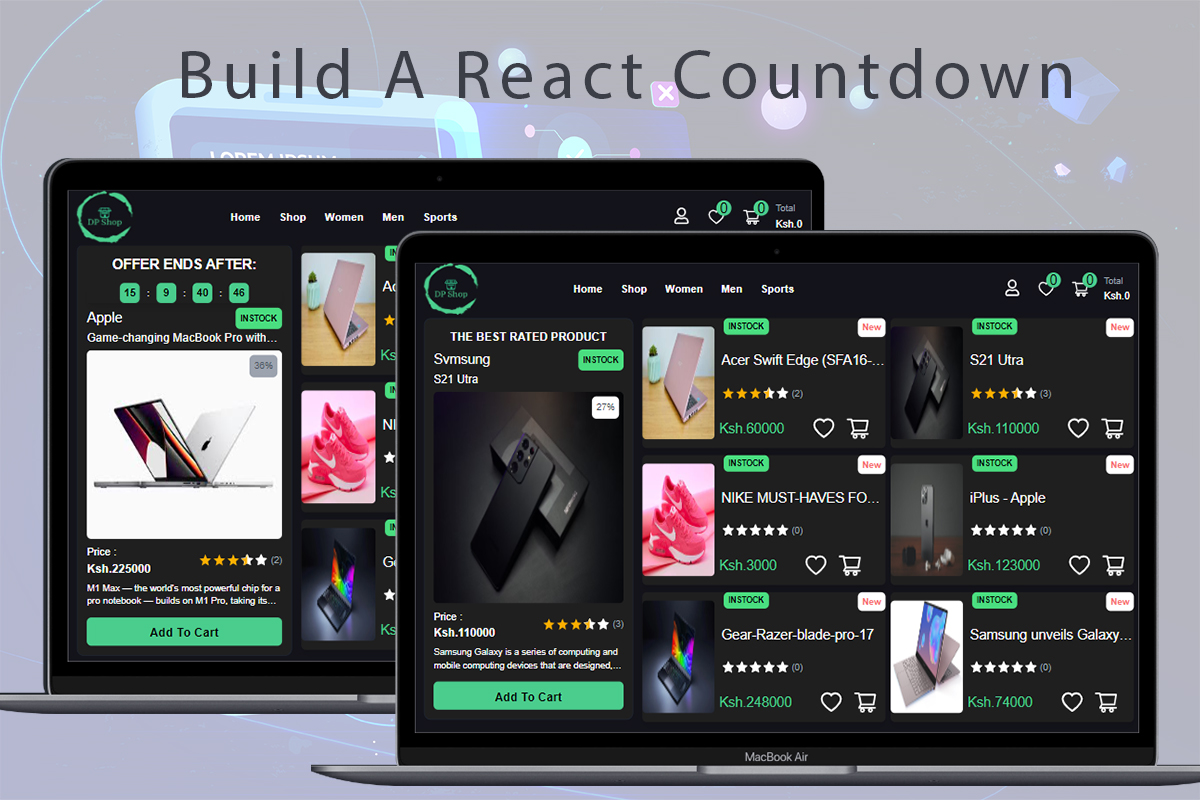 Build A React Countdown
LOREM IPSUM
DP Shop
Home Shop Women Men Sports
0 0 Total
Ksh.0
OFFER ENDS AFTER:
15 : 9 : 40 : 46
Apple INSTOCK
Game-changing MacBook Pro with…
36%
Price :
Ksh.225000
(2)
M1 Max — the world's most powerful chip for a
pro notebook — builds on M1 Pro, taking its…
Add To Cart
DP Shop
Home Shop Women Men Sports
0 0 Total
Ksh.0
THE BEST RATED PRODUCT
Svmsung INSTOCK
S21 Utra
27%
Price :
Ksh.110000
(3)
Samsung Galaxy is a series of computing and
mobile computing devices that are designed,…
Add To Cart
INSTOCK New
Acer Swift Edge (SFA16-…
(2)
Ksh.60000
INSTOCK New
S21 Utra
(3)
Ksh.110000
INSTOCK New
NIKE MUST-HAVES FO…
(0)
Ksh.3000
INSTOCK New
iPlus - Apple
(0)
Ksh.123000
INSTOCK New
Gear-Razer-blade-pro-17
(0)
Ksh.248000
INSTOCK New
Samsung unveils Galaxy…
(0)
Ksh.74000
MacBook Air